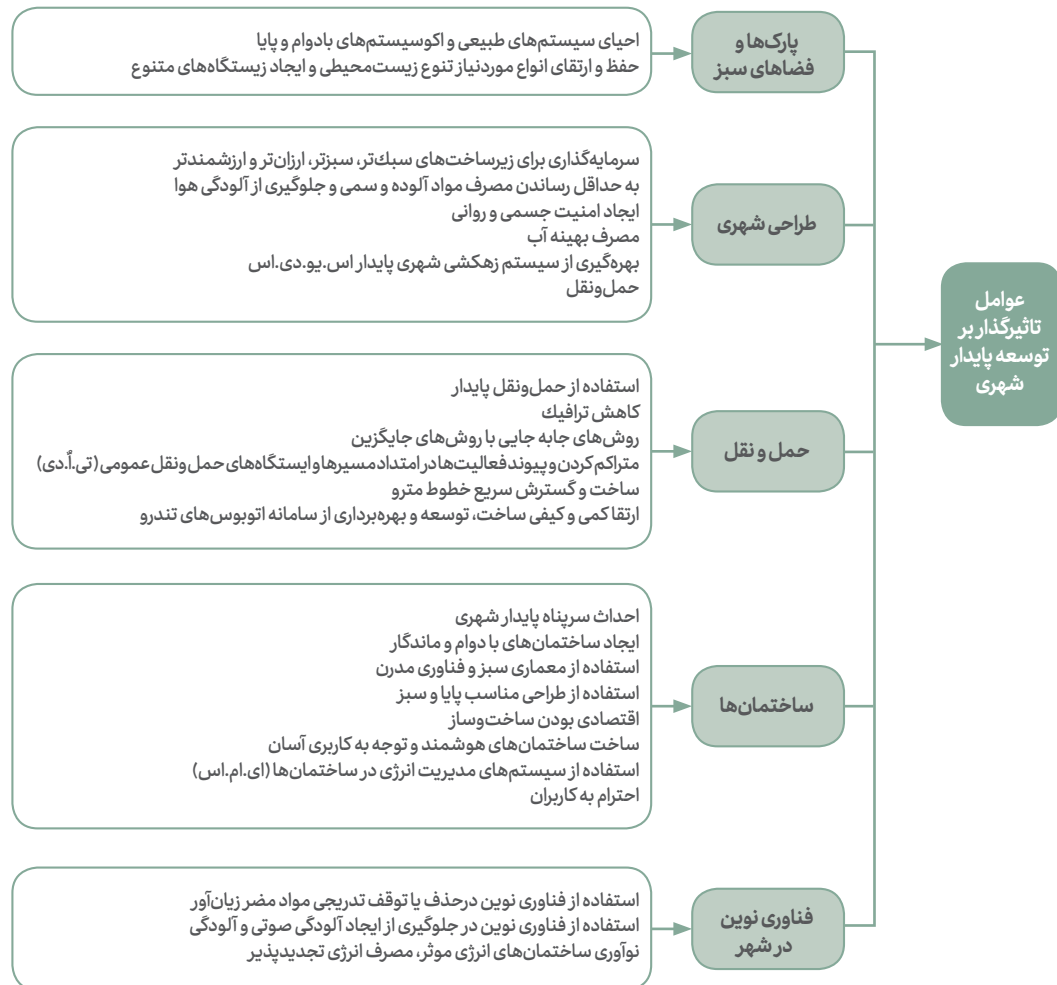 عوامل
تاثیرگذار بر
توسعه پایدار
شهری
پارک‌ها و
فضاهای سبز
احیای سیستم‌های طبیعی و اکوسیستم‌های بادوام و پایا
حفظ و ارتقای انواع موردنیاز تنوع زیست‌محیطی و ایجاد زیستگاه‌های متنوع
طراحی شهری
سرمایه‌گذاری برای زیرساخت‌های سبك‌تر، سبزتر، ارزان‌تر و ارزشمندتر
به حداقل رساندن مصرف مواد آلوده و سمی و جلوگیری از آلودگی هوا
ایجاد امنیت جسمی و روانی
مصرف بهینه آب
بهره‌گیری از سیستم زهکشی شهری پایدار اس.یو.دی.اس
حمل‌ونقل
حمل و نقل
استفاده از حمل‌ونقل پایدار
کاهش ترافیك
روش‌های جابه جایی با روش‌های جایگزین
متراکم کردن و پیوند فعالیت‌ها در امتداد مسیرها و ایستگاه‌های حمل ونقل عمومی (تی.اُ.دی)
ساخت و گسترش سریع خطوط مترو
ارتقا کمی و کیفی ساخت، توسعه و بهره‌برداری از سامانه اتوبوس‌های تندرو
ساختمان‌ها
احداث سرپناه پایدار شهری
ایجاد ساختمان‌های با دوام و ماندگار
استفاده از معماری سبز و فناوری مدرن
استفاده از طراحی مناسب پایا و سبز
اقتصادی بودن ساخت‌وساز
ساخت ساختمان‌های هوشمند و توجه به کاربری آسان
استفاده از سیستم‌های مدیریت انرژی در ساختمان‌ها (ای.ام.اس)
احترام به کاربران
فناوری نوین
در شهر
استفاده از فناوری نوین درحذف یا توقف تدریجی مواد مضر زیان‌آور
استفاده از فناوری نوین در جلوگیری از ایجاد آلودگی صوتی و آلودگی
نوآوری ساختمان‌های انرژی موثر، مصرف انرژی تجدیدپذیر